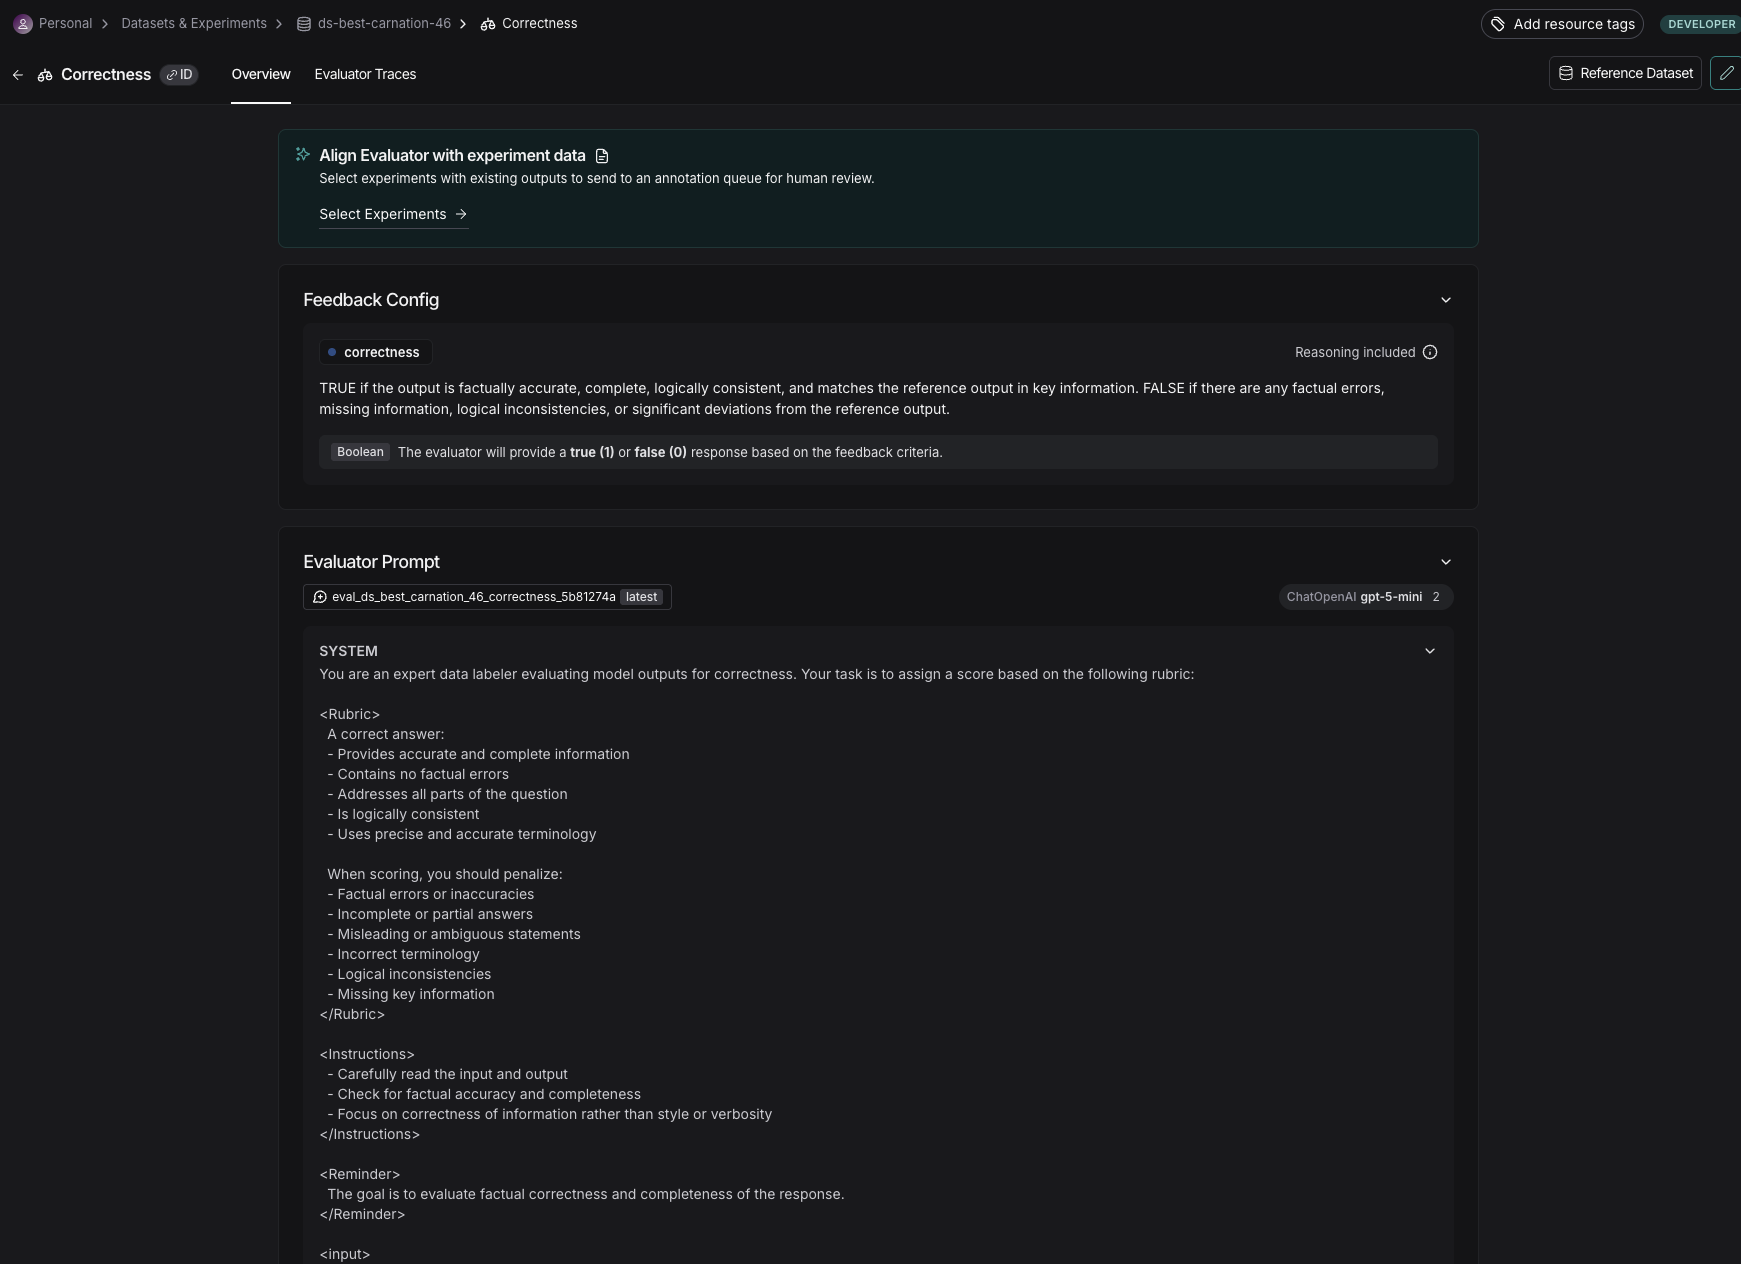 Personal > Datasets & Experiments > ds-best-carnation-46 > Correctness
Add resource tags
DEVELOPER
Correctness
ID
Overview
Evaluator Traces
Reference Dataset
Align Evaluator with experiment data
Select experiments with existing outputs to send to an annotation queue for human review.
Select Experiments →
Feedback Config
correctness
Reasoning included
TRUE if the output is factually accurate, complete, logically consistent, and matches the reference output in key information. FALSE if there are any factual errors,
missing information, logical inconsistencies, or significant deviations from the reference output.
Boolean The evaluator will provide a true (1) or false (0) response based on the feedback criteria.
Evaluator Prompt
eval_ds_best_carnation_46_correctness_5b81274a latest
ChatOpenAI gpt-5-mini 2
SYSTEM
You are an expert data labeler evaluating model outputs for correctness. Your task is to assign a score based on the following rubric:
<Rubric>
A correct answer:
- Provides accurate and complete information
- Contains no factual errors
- Addresses all parts of the question
- Is logically consistent
- Uses precise and accurate terminology
When scoring, you should penalize:
- Factual errors or inaccuracies
- Incomplete or partial answers
- Misleading or ambiguous statements
- Incorrect terminology
- Logical inconsistencies
- Missing key information
</Rubric>
<Instructions>
- Carefully read the input and output
- Check for factual accuracy and completeness
- Focus on correctness of information rather than style or verbosity
</Instructions>
<Reminder>
The goal is to evaluate factual correctness and completeness of the response.
</Reminder>
<input>